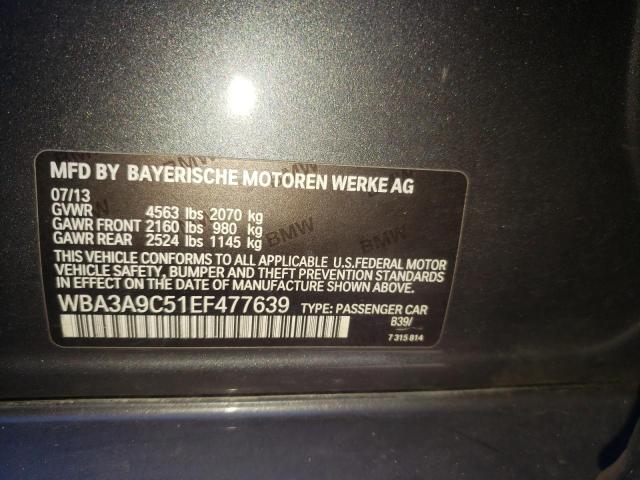 MFD BY BAYERISCHE MOTOREN WERKE AG
07/13
GVWR 4563 lbs 2070 kg
GAWR FRONT 2160 lbs 980 kg
GAWR REAR 2524 lbs 1145 kg
THIS VEHICLE CONFORMS TO ALL APPLICABLE U.S.FEDERAL MOTOR
VEHICLE SAFETY, BUMPER, AND THEFT PREVENTION STANDARDS
IN EFFECT ON THE DATE OF MANUFACTURE SHOWN ABOVE.
WBA3A9C51EF477639 TYPE: PASSENGER CAR
B39/
7 315 814